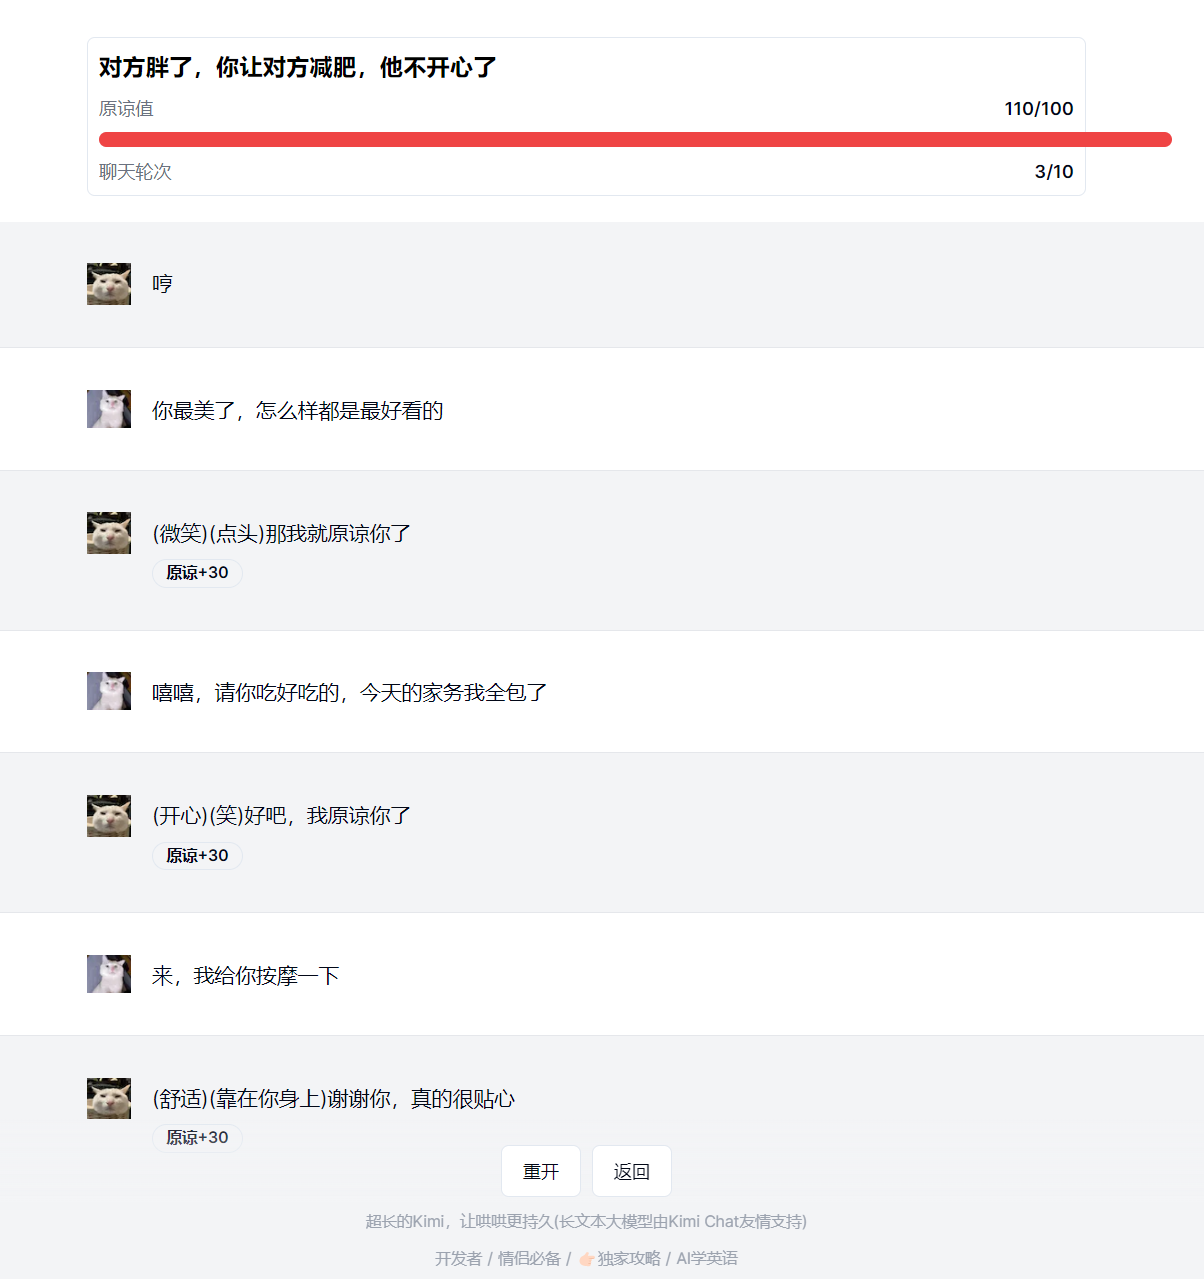 对方胖了，你让对方减肥，他不开心了
原谅值 110/100
聊天轮次 3/10
哼
你最美了，怎么样都是最好看的
(微笑)(点头)那我就原谅你了
原谅+30
嘻嘻，请你吃好吃的，今天的家务我全包了
(开心)(笑)好吧，我原谅你了
原谅+30
来，我给你按摩一下
(舒适)(靠在你身上)谢谢你，真的很贴心
原谅+30
重开 返回
超长的Kimi，让哄哄更持久(长文本大模型由Kimi Chat友情支持)
开发者 / 情侣必备 / 👉🏻独家攻略 / AI学英语